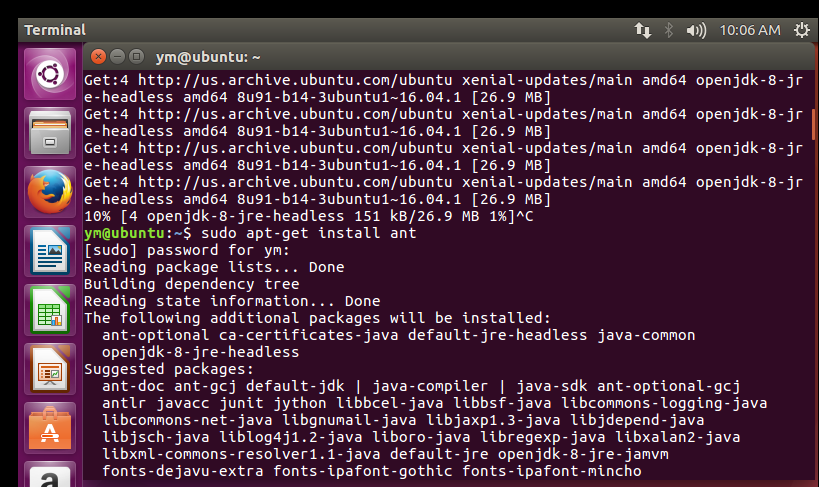 Terminal
10:06 AM
ym@ubuntu: ~
Get:4 http://us.archive.ubuntu.com/ubuntu xenial-updates/main amd64 openjdk-8-jr
e-headless amd64 8u91-b14-3ubuntu1~16.04.1 [26.9 MB]
Get:4 http://us.archive.ubuntu.com/ubuntu xenial-updates/main amd64 openjdk-8-jr
e-headless amd64 8u91-b14-3ubuntu1~16.04.1 [26.9 MB]
Get:4 http://us.archive.ubuntu.com/ubuntu xenial-updates/main amd64 openjdk-8-jr
e-headless amd64 8u91-b14-3ubuntu1~16.04.1 [26.9 MB]
Get:4 http://us.archive.ubuntu.com/ubuntu xenial-updates/main amd64 openjdk-8-jr
e-headless amd64 8u91-b14-3ubuntu1~16.04.1 [26.9 MB]
10% [4 openjdk-8-jre-headless 151 kB/26.9 MB 1%]^C
ym@ubuntu:~$ sudo apt-get install ant
[sudo] password for ym:
Reading package lists... Done
Building dependency tree
Reading state information... Done
The following additional packages will be installed:
  ant-optional ca-certificates-java default-jre-headless java-common
  openjdk-8-jre-headless
Suggested packages:
  ant-doc ant-gcj default-jdk | java-compiler | java-sdk ant-optional-gcj
  antlr javacc junit jython libbcel-java libbsf-java libcommons-logging-java
  libcommons-net-java libgnumail-java libjaxp1.3-java libjdepend-java
  libjsch-java liblog4j1.2-java liboro-java libregexp-java libxalan2-java
  libxml-commons-resolver1.1-java default-jre openjdk-8-jre-jamvm
  fonts-dejavu-extra fonts-ipafont-gothic fonts-ipafont-mincho